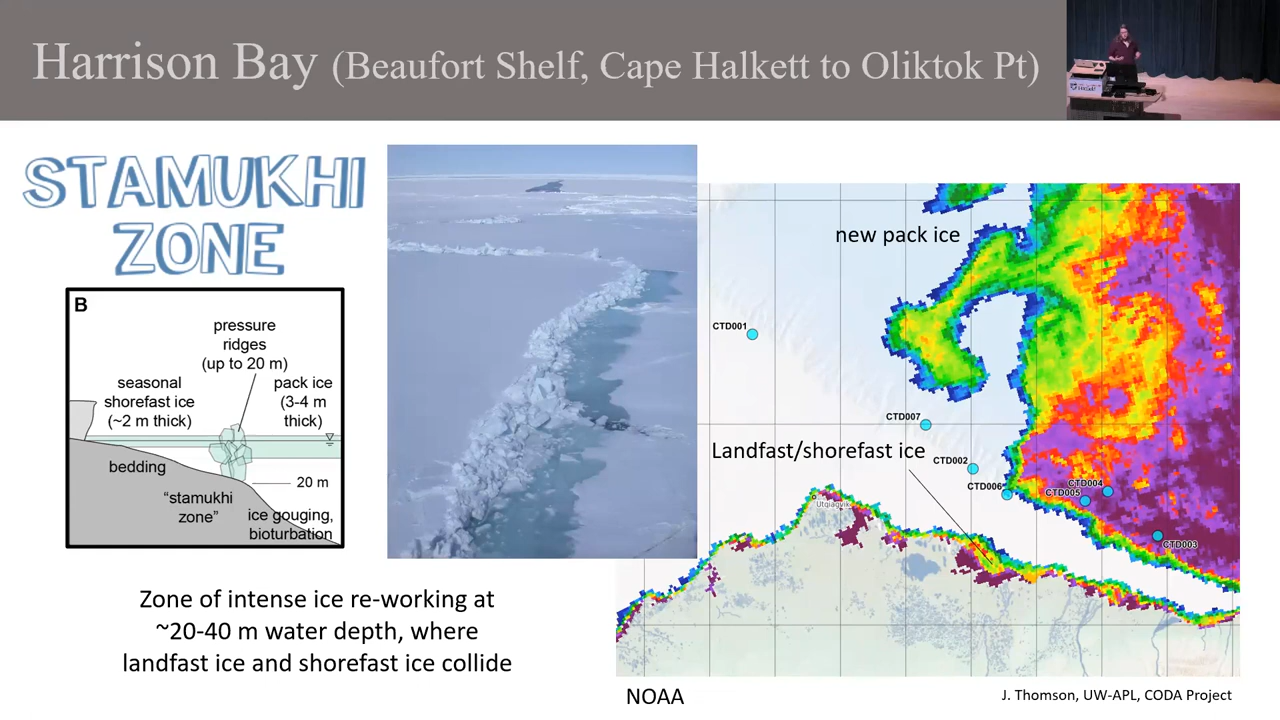 Harrison Bay (Beaufort Shelf, Cape Halkett to Oliktok Pt)
STAMUKHI
ZONE
B
pressure
ridges
(up to 20 m)
seasonal
shorefast ice
(~2 m thick)
pack ice
(3-4 m
thick)
bedding
20 m
“stamukhi
zone”
ice gouging,
bioturbation
Zone of intense ice re-working at
~20-40 m water depth, where
landfast ice and shorefast ice collide
new pack ice
CTD001
CTD007
Landfast/shorefast ice
CTD002
CTD006
CTD004
CTD005
CTD003
Utqiagvik
NOAA
J. Thomson, UW-APL, CODA Project